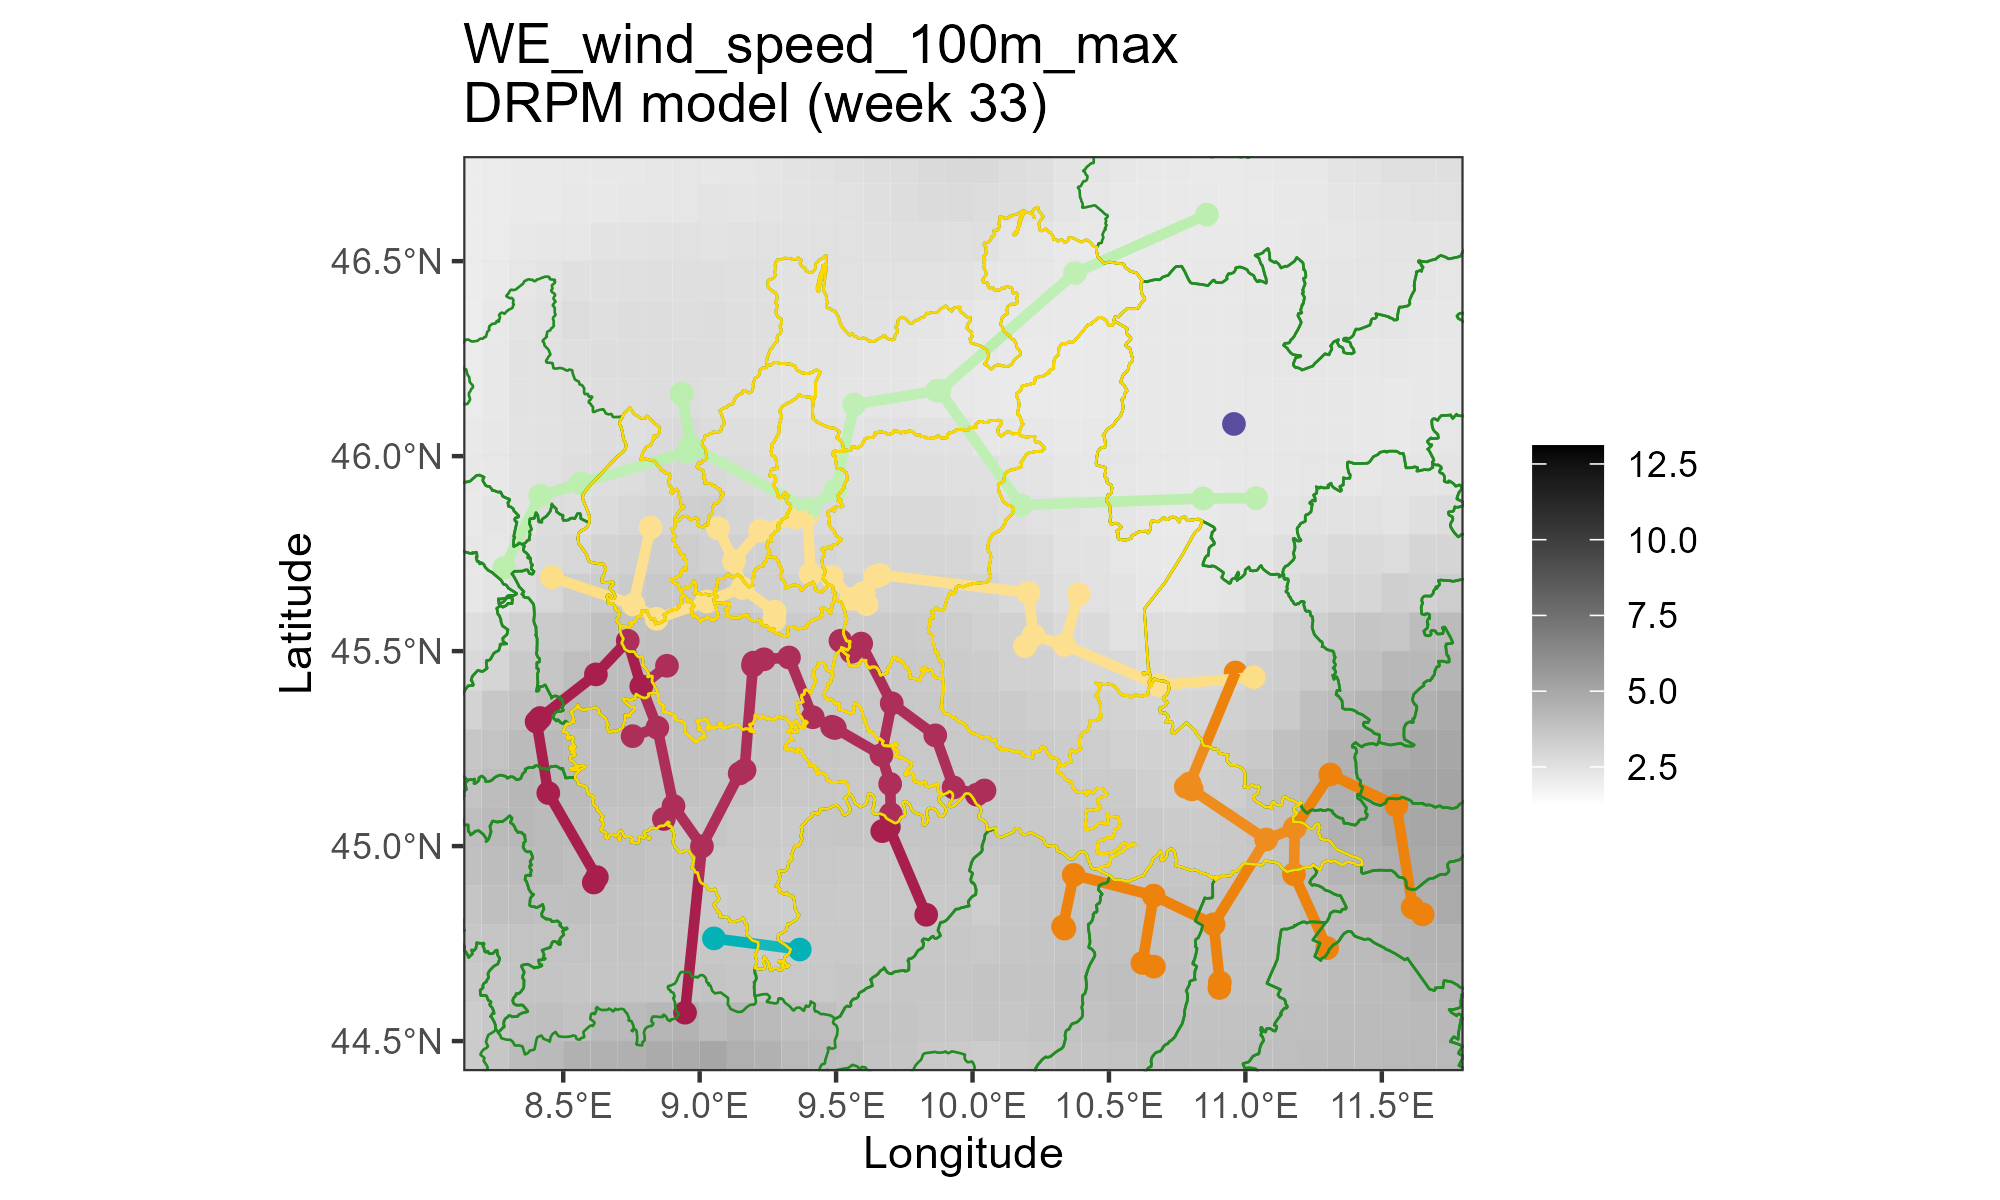 WE_wind_speed_100m_max
DRPM model (week 33)
46.5°N
46.0°N
45.5°N
45.0°N
44.5°N
Latitude
8.5°E
9.0°E
9.5°E
10.0°E
10.5°E
11.0°E
11.5°E
Longitude
12.5
10.0
7.5
5.0
2.5